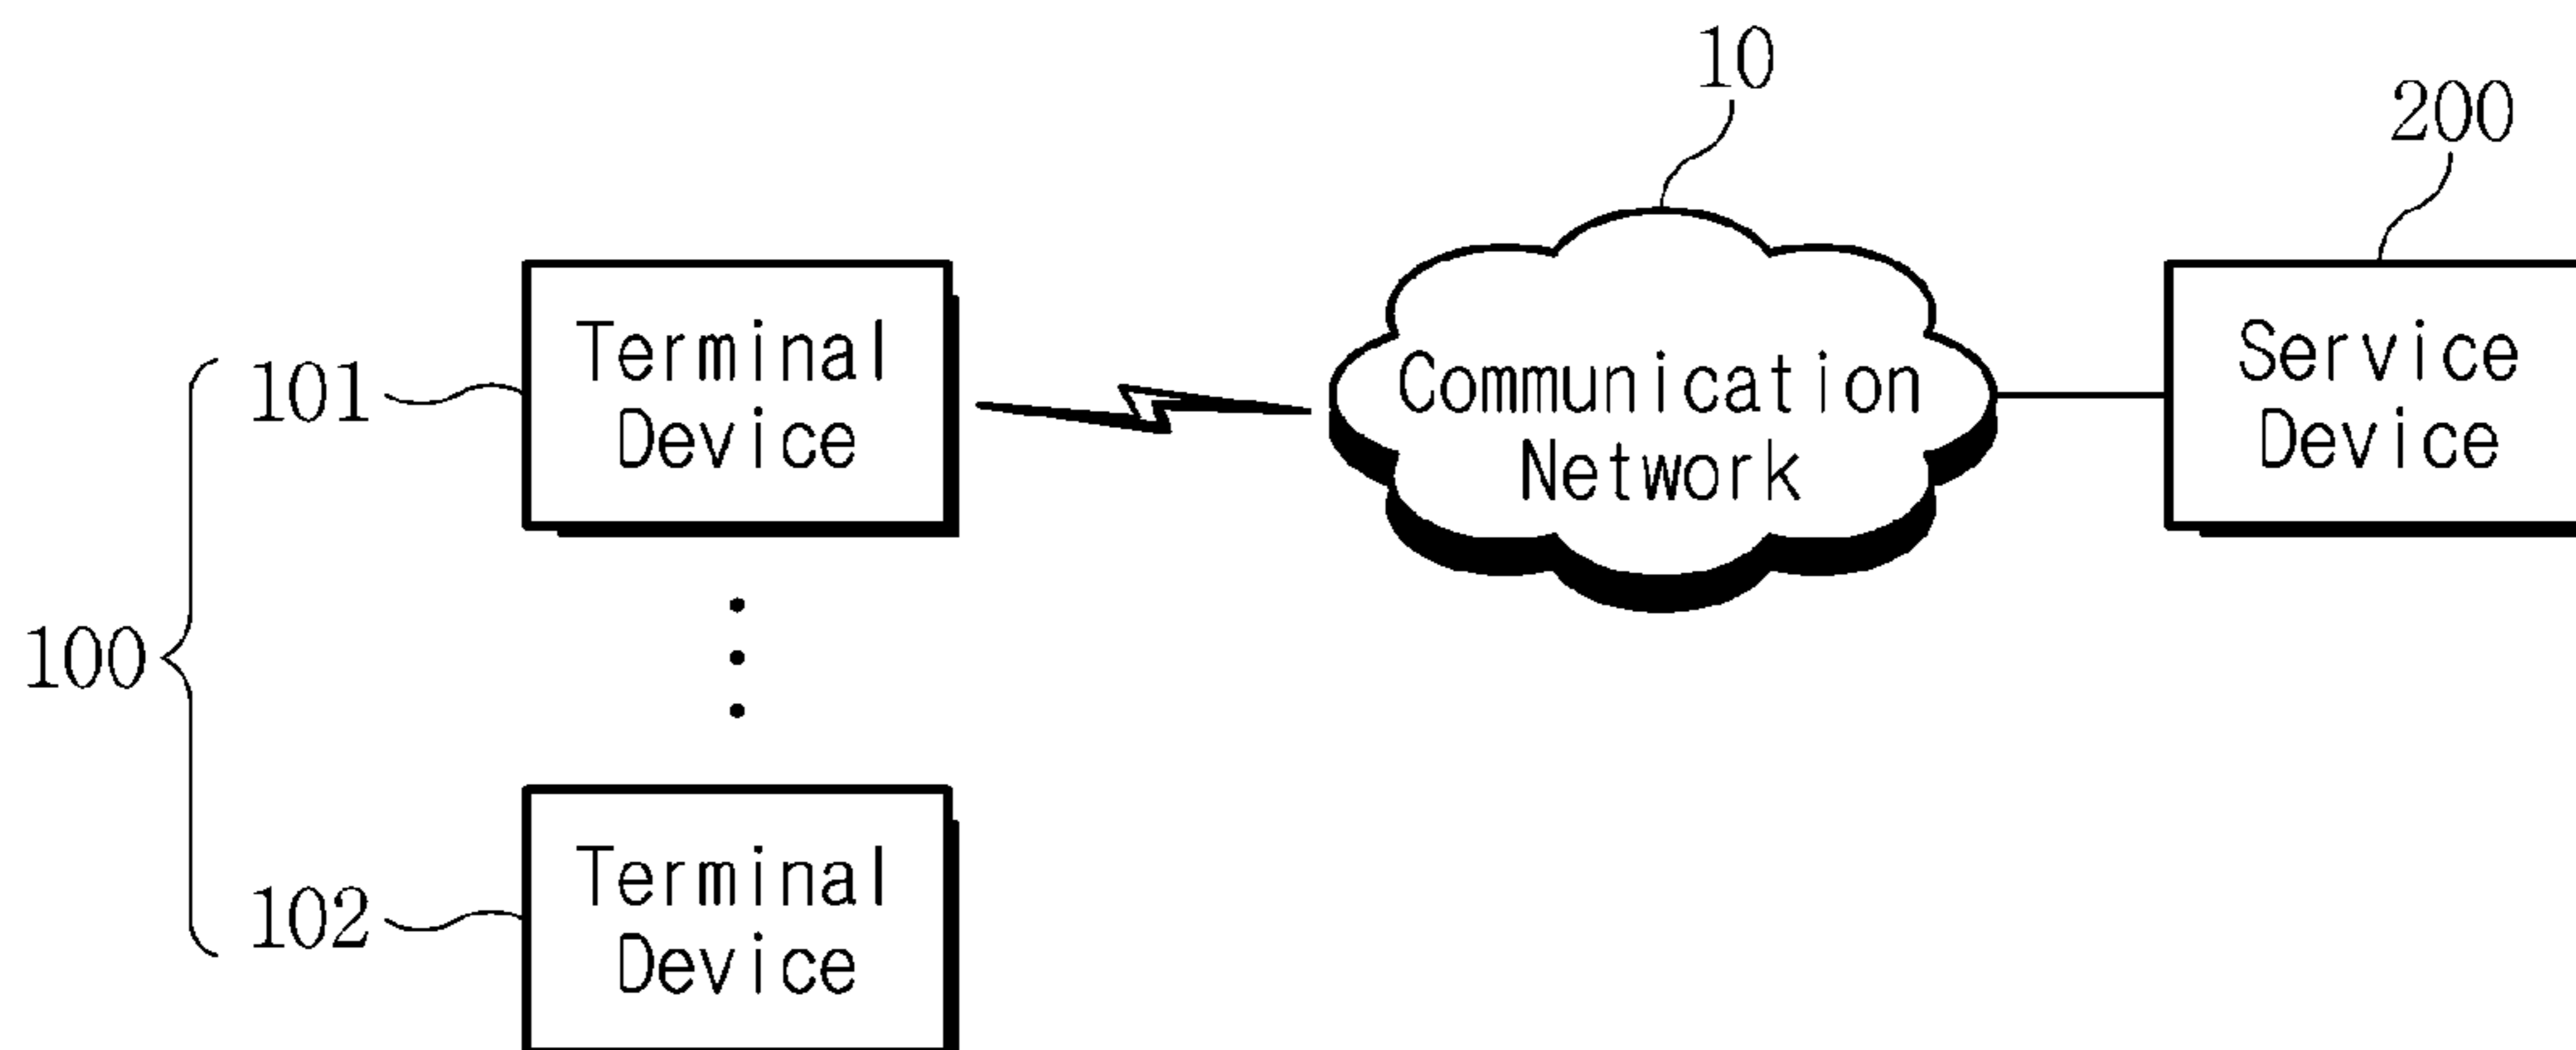 10
200
Terminal
Device
101
Communication
Network
Service
Device
100
102
Terminal
Device